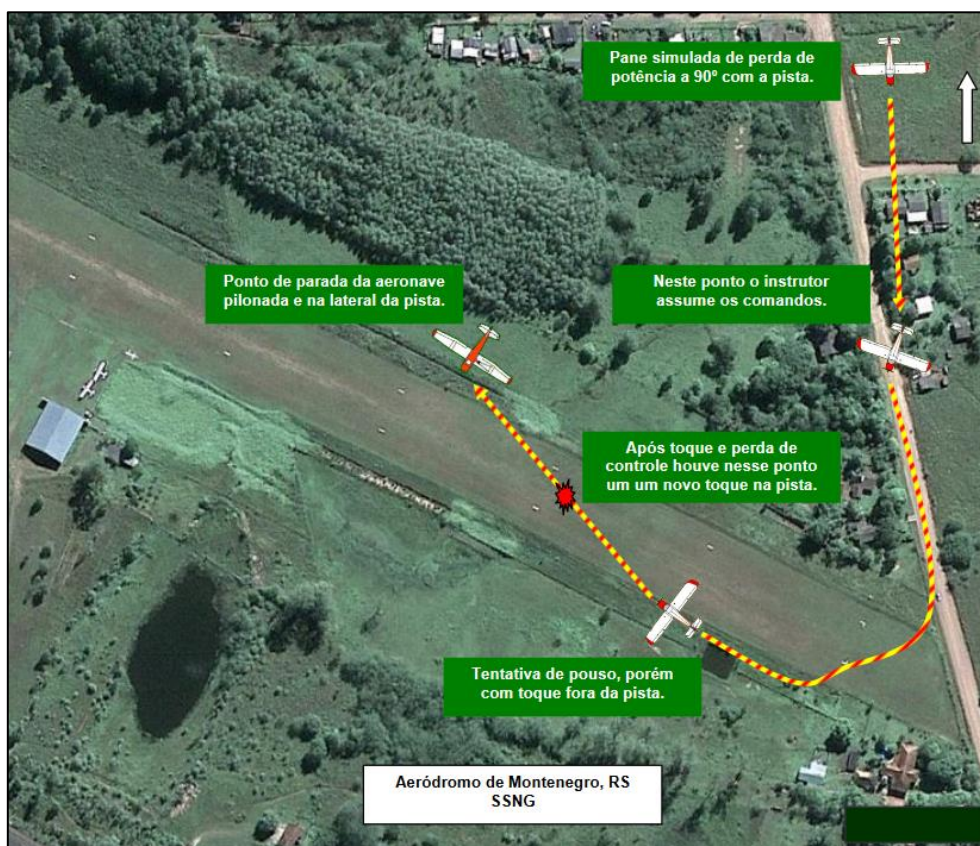 Pane simulada de perda de
potência a 90º com a pista.
Ponto de parada da aeronave
pilonada e na lateral da pista.
Neste ponto o instrutor
assume os comandos.
Após toque e perda de
controle houve nesse ponto
um um novo toque na pista.
Tentativa de pouso, porém
com toque fora da pista.
Aeródromo de Montenegro, RS
SSNG